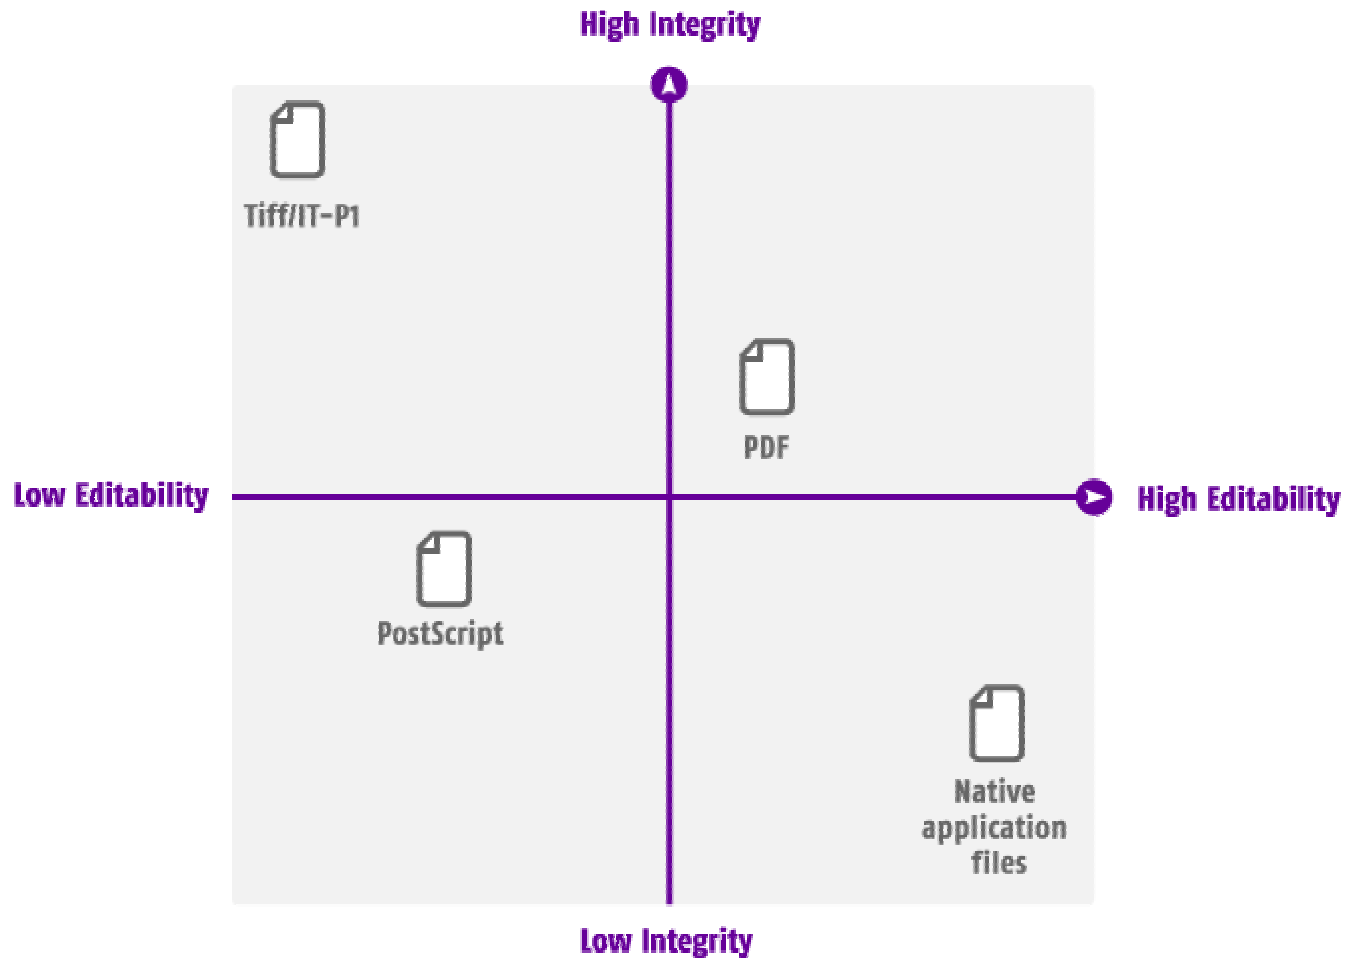 High Integrity
Tiff/IT-P1
PDF
Low Editability
High Editability
PostScript
Native
application
files
Low Integrity